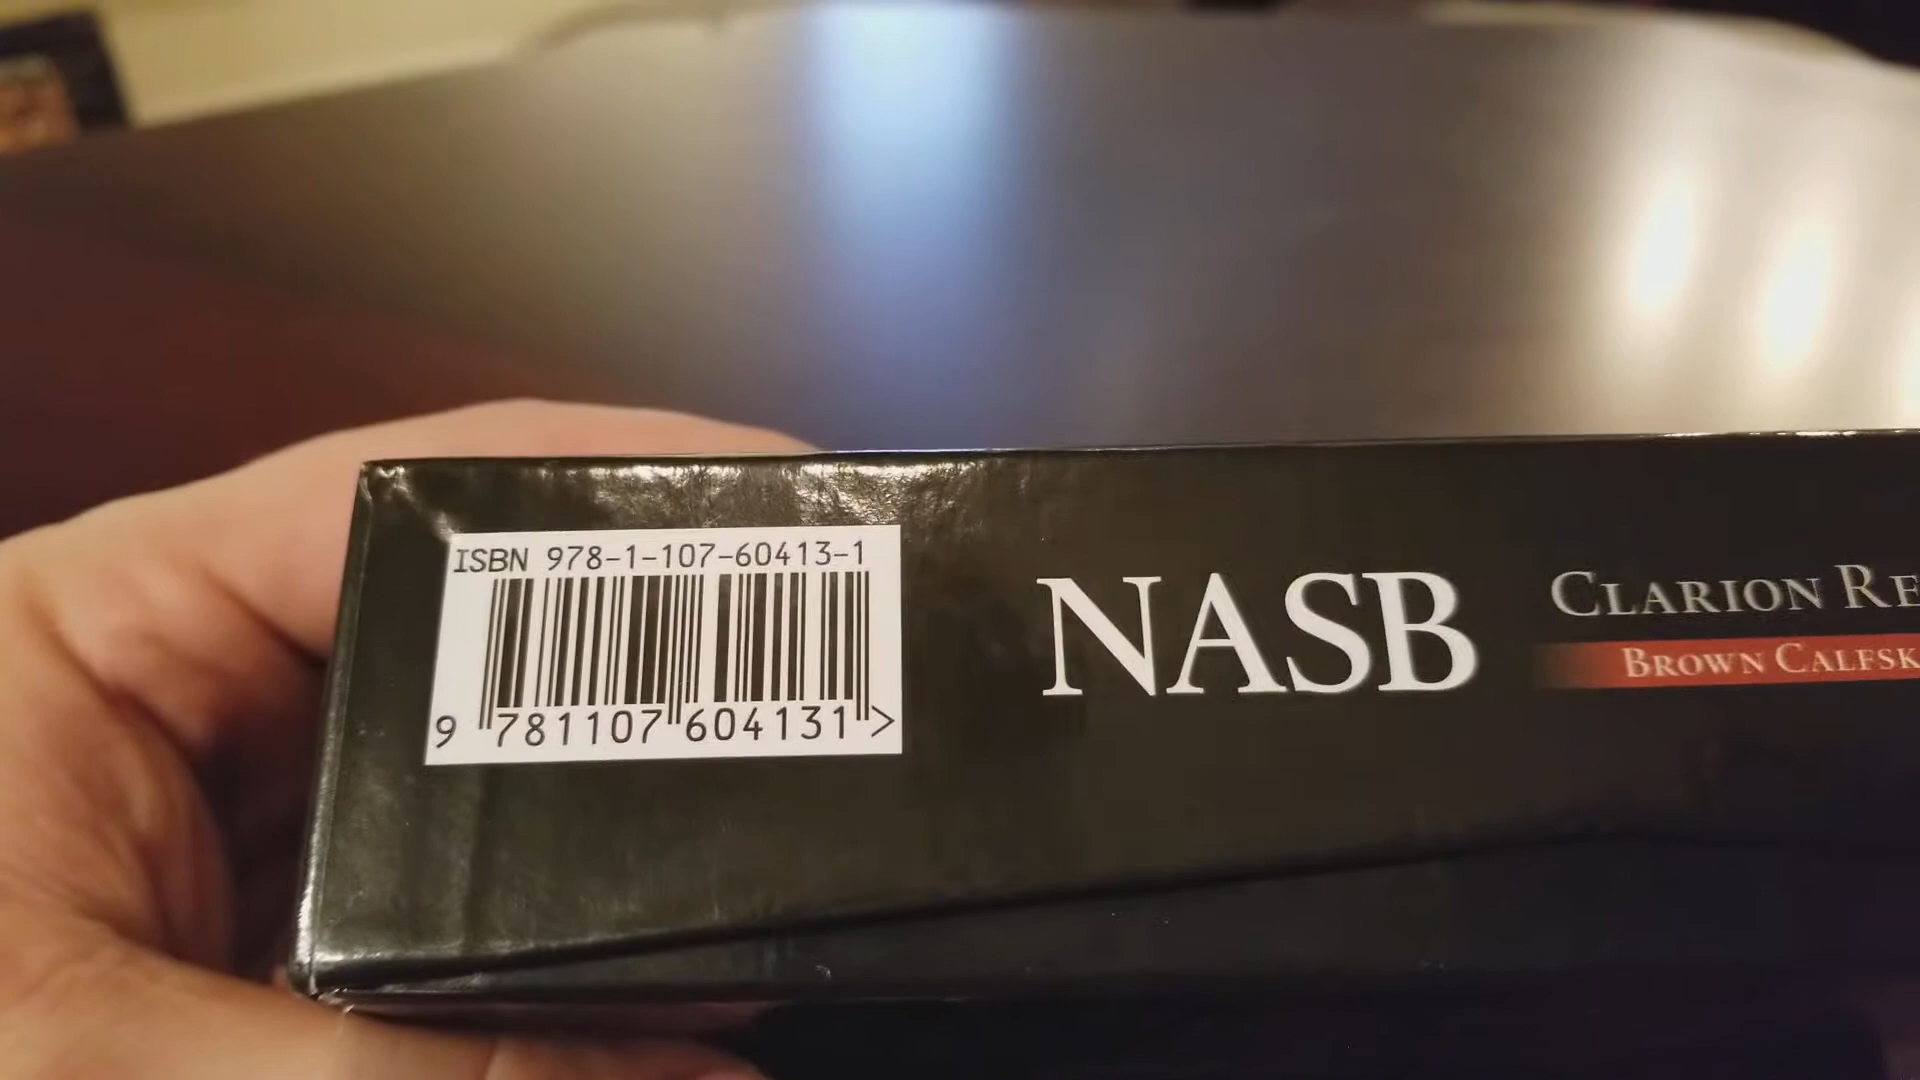 ISBN 978-1-107-60413-1
9 781107 604131 >
NASB
CLARION RE
BROWN CALFSK